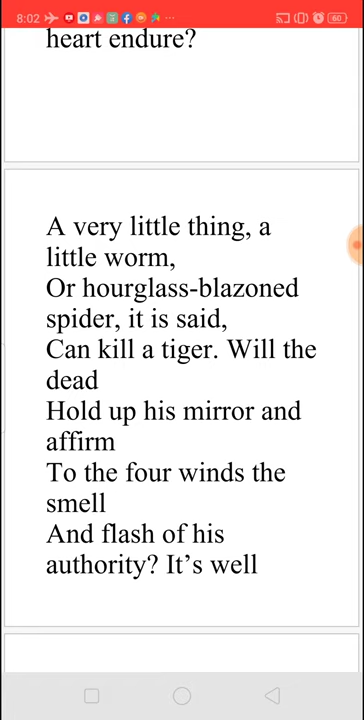 8:02
60
heart endure?
A very little thing, a
little worm,
Or hourglass-blazoned
spider, it is said,
Can kill a tiger. Will the
dead
Hold up his mirror and
affirm
To the four winds the
smell
And flash of his
authority? It’s well